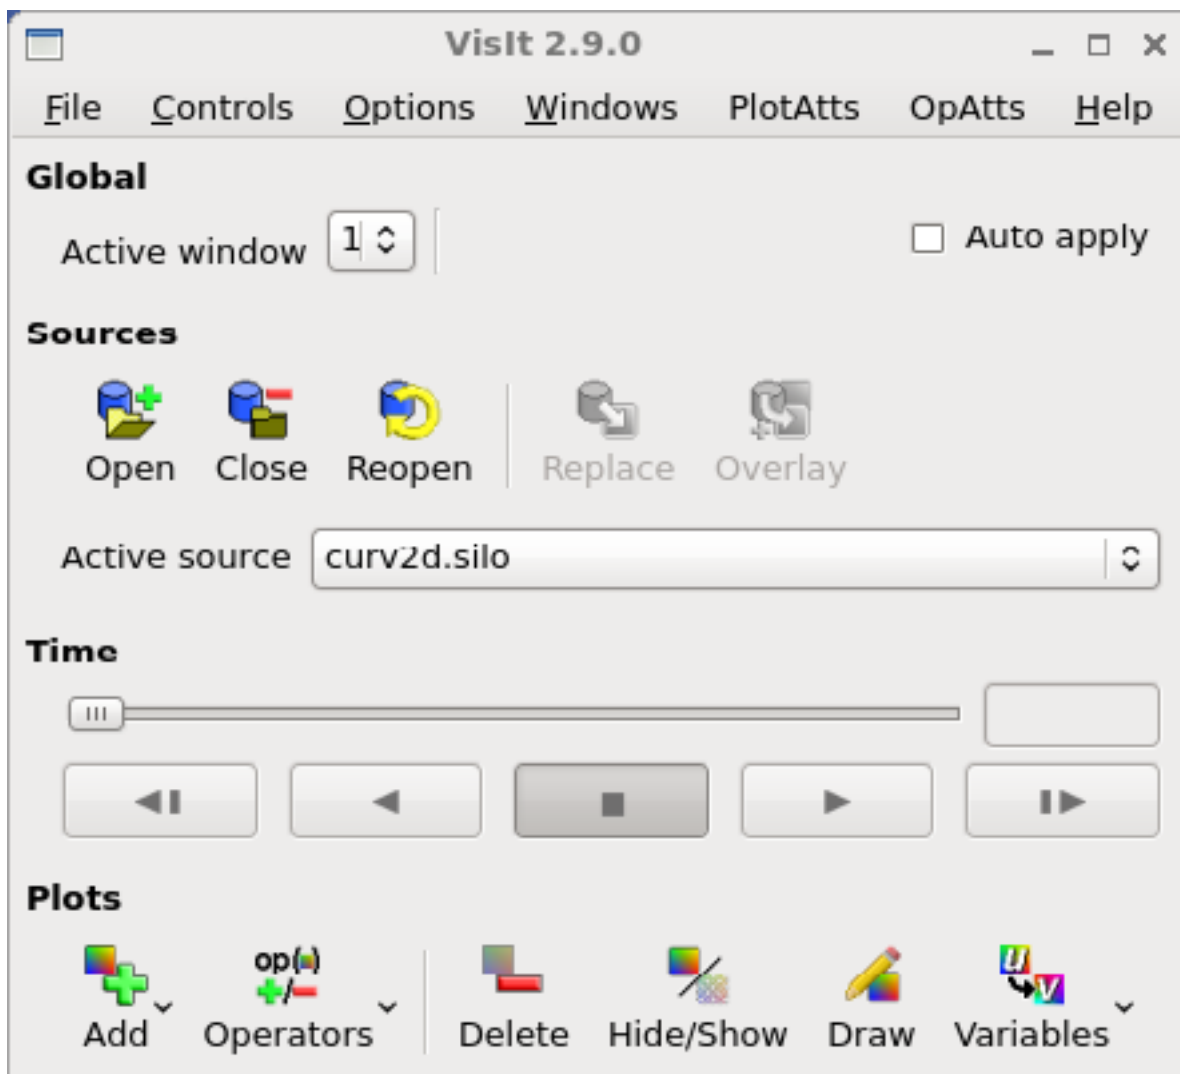 VisIt 2.9.0
File Controls Options Windows PlotAtts OpAtts Help
Global
Active window 1 Auto apply
Sources
Open Close Reopen Replace Overlay
Active source curv2d.silo
Time
Plots
op( )
+/-
u
v
Add Operators Delete Hide/Show Draw Variables